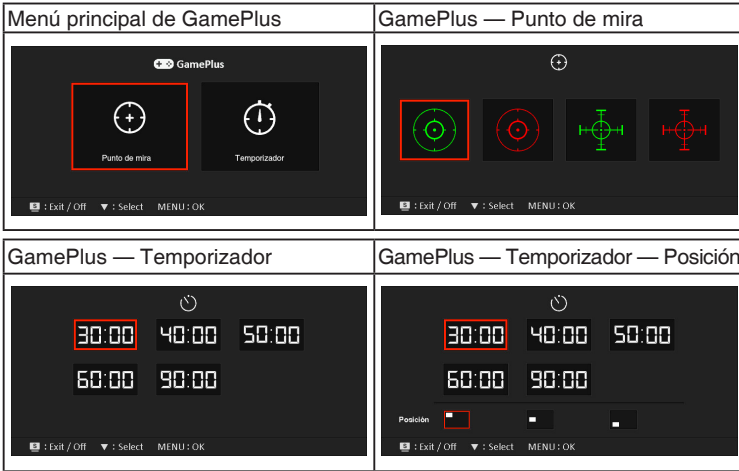 Menú principal de GamePlus
GamePlus — Punto de mira
GamePlus
Punto de mira
Temporizador
S : Exit / Off ▼ : Select MENU : OK
S : Exit / Off ▼ : Select MENU : OK
GamePlus — Temporizador
GamePlus — Temporizador — Posición
30:00 40:00 50:00
60:00 90:00
S : Exit / Off ▼ : Select MENU : OK
30:00 40:00 50:00
60:00 90:00
Posición
S : Exit / Off ▼ : Select MENU : OK